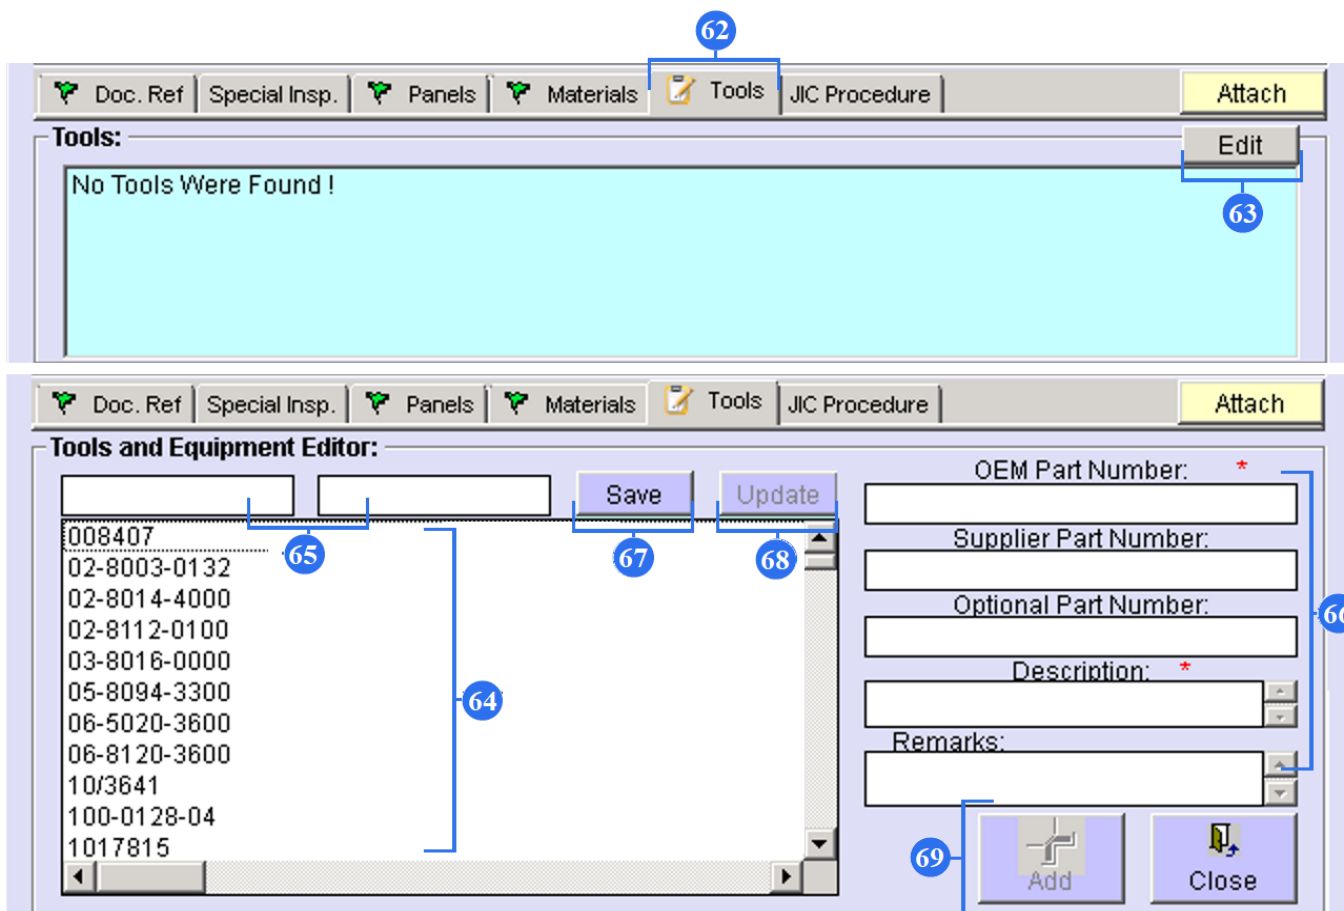 62
Doc. Ref Special Insp. Panels Materials Tools JIC Procedure Attach
Tools:
Edit
No Tools Were Found !
63
Doc. Ref Special Insp. Panels Materials Tools JIC Procedure Attach
Tools and Equipment Editor:
OEM Part Number: *
Save Update
008407
65
67
68
Supplier Part Number:
02-8003-0132
02-8014-4000
Optional Part Number:
66
02-8112-0100
03-8016-0000
Description: *
05-8094-3300
64
06-5020-3600
Remarks:
06-8120-3600
10/3641
100-0128-04
1017815
69
Add Close